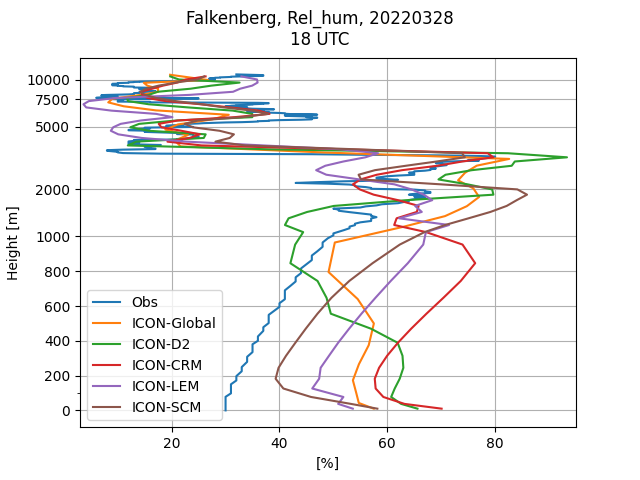 Falkenberg, Rel_hum, 20220328
18 UTC
10000
7500
5000
2000
1000
800
600
400
200
0
Height [m]
Obs
ICON-Global
ICON-D2
ICON-CRM
ICON-LEM
ICON-SCM
20 40 60 80
[%]